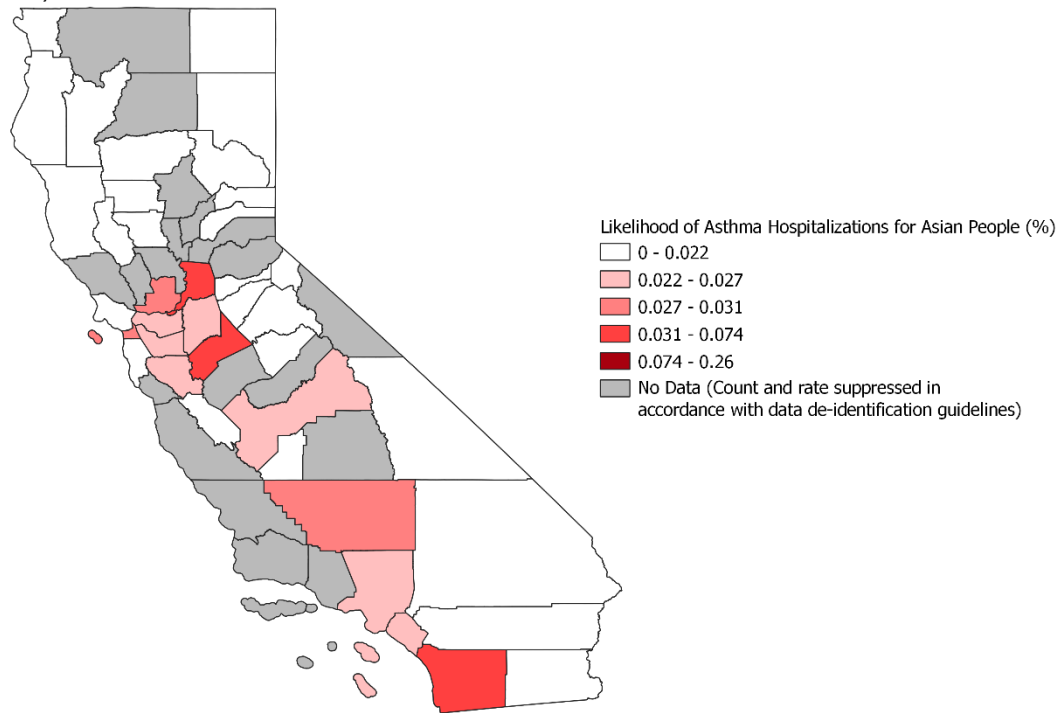 Likelihood of Asthma Hospitalizations for Asian People (%)
0 - 0.022
0.022 - 0.027
0.027 - 0.031
0.031 - 0.074
0.074 - 0.26
No Data (Count and rate suppressed in
accordance with data de-identification guidelines)